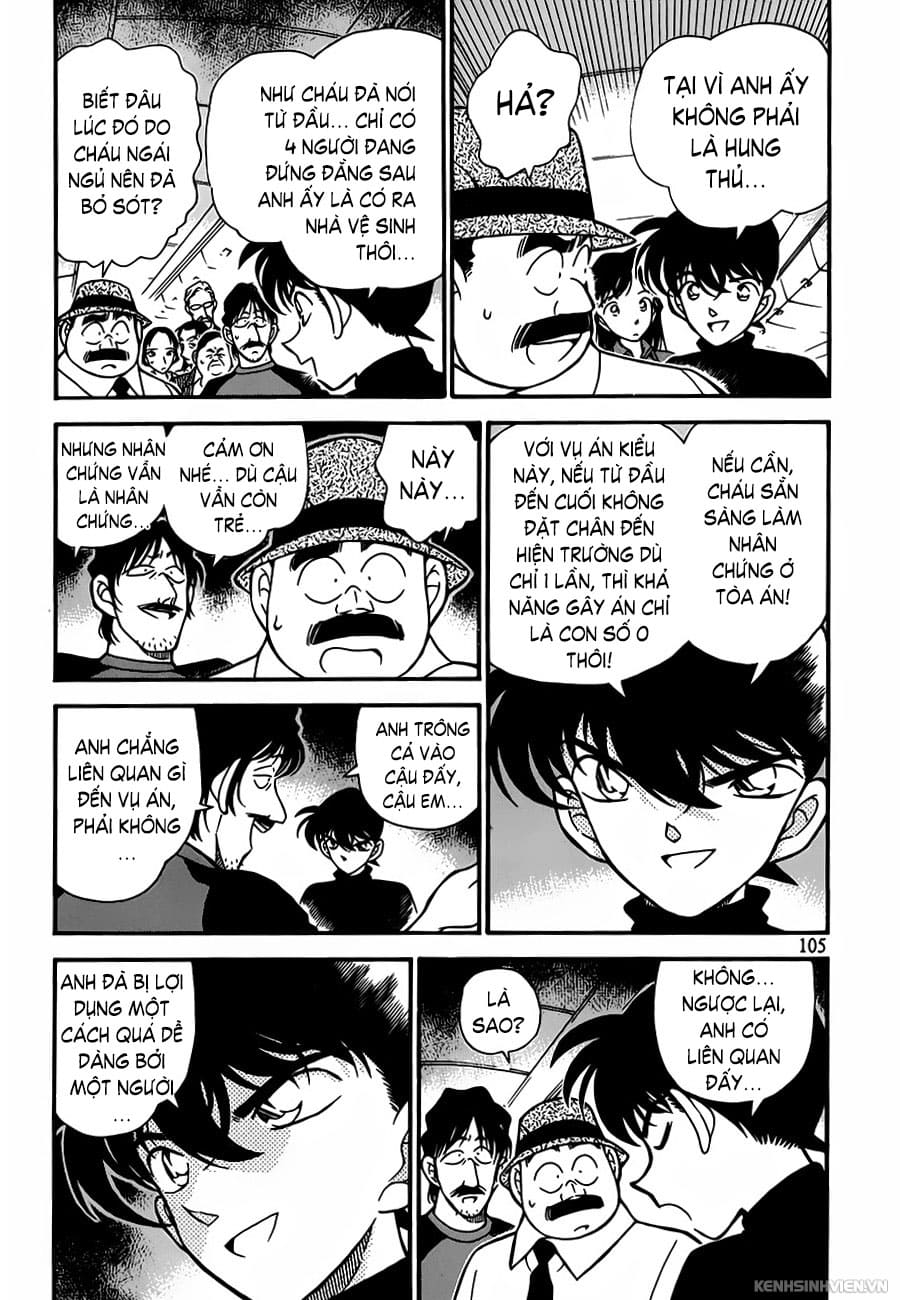 TẠI VÌ ANH ẤY
KHÔNG PHẢI
LÀ HUNG
THỦ...
HẢ?
NHƯ CHÁU ĐÃ NÓI
TỪ ĐẦU... CHỈ CÓ
4 NGƯỜI ĐANG
ĐỨNG ĐẰNG SAU
ANH ẤY LÀ CÓ RA
NHÀ VỆ SINH
THÔI...
BIẾT ĐÂU
LÚC ĐÓ DO
CHÁU NGÁI
NGỦ NÊN ĐÃ
BỎ SÓT?
NẾU CẦN,
CHÁU SẴN
SÀNG LÀM
NHÂN
CHỨNG Ở
TÒA ÁN!
VỚI VỤ ÁN KIỂU
NÀY, NẾU TỪ ĐẦU
ĐẾN CUỐI KHÔNG
ĐẶT CHÂN ĐẾN
HIỆN TRƯỜNG DÙ
CHỈ 1 LẦN, THÌ KHẢ
NĂNG GÂY ÁN CHỈ
LÀ CON SỐ 0
THÔI!
NÀY
NÀY...
CẢM ƠN
NHÉ... DÙ CẬU
VẪN CÒN
TRẺ...
NHƯNG NHÂN
CHỨNG VẪN
LÀ NHÂN
CHỨNG...
ANH TRÔNG
CẢ VÀO
CẬU ĐẤY,
CẬU EM...
ANH CHẲNG
LIÊN QUAN GÌ
ĐẾN VỤ ÁN,
PHẢI KHÔNG
...
105
KHÔNG...
NGƯỢC LẠI,
ANH CÓ
LIÊN QUAN
ĐẤY...
LÀ
SAO?
ANH ĐÃ BỊ LỢI
DỤNG MỘT
CÁCH QUÁ DỄ
DÀNG BỞI
MỘT NGƯỜI
...
KENHSINHVIEN.VN